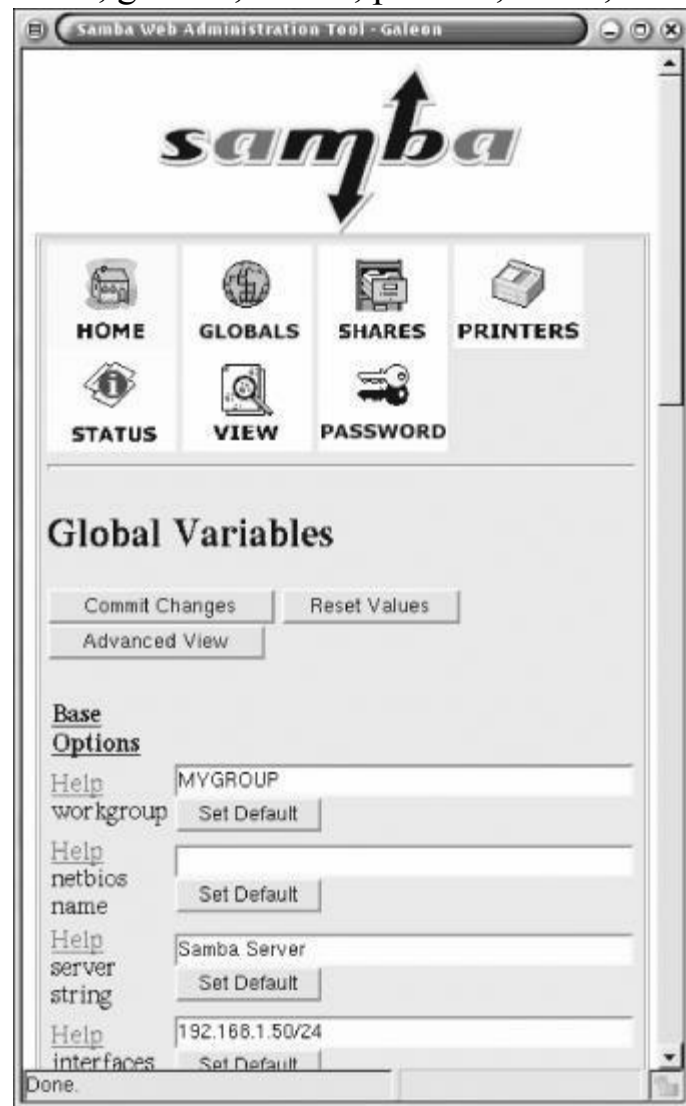 Samba Web Administration Tool - Galeon
samba
HOME GLOBALS SHARES PRINTERS
STATUS VIEW PASSWORD
Global Variables
Commit Changes Reset Values
Advanced View
Base
Options
Help MYGROUP
workgroup Set Default
Help
netbios
name Set Default
Help
server Samba Server
string Set Default
Help 192.168.1.50/24
interfaces Set Default
Done.